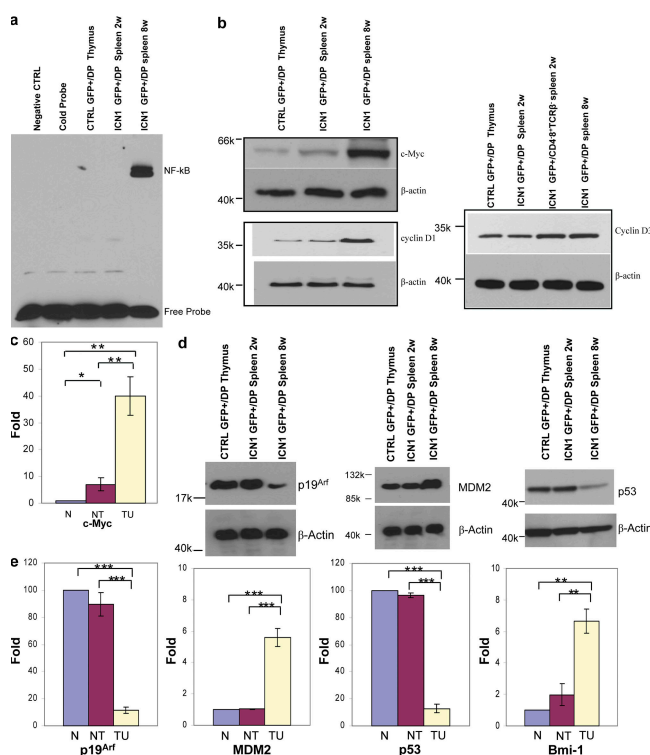 a
Negative CTRL
Cold Probe
CTRL GFP+/DP Thymus
ICN1 GFP+/DP Spleen 2w
ICN1 GFP+/DP spleen 8w
NF-kB
Free Probe
b
CTRL GFP+/DP Thymus
ICN1 GFP+/DP Spleen 2w
ICN1 GFP+/DP spleen 8w
66k
c-Myc
40k
β-actin
35k
cyclin D1
40k
β-actin
CTRL GFP+/DP Thymus
ICN1 GFP+/DP Spleen 2w
ICN1 GFP+/CD4-8+TCRβ- spleen 2w
ICN1 GFP+/DP spleen 8w
35k
Cyclin D3
40k
β-actin
c
Fold
50
40
30
20
10
0
**
* **
N NT TU
c-Myc
d
CTRL GFP+/DP Thymus
ICN1 GFP+/DP Spleen 2w
ICN1 GFP+/DP Spleen 8w
17k
p19Arf
40k
β-Actin
CTRL GFP+/DP Thymus
ICN1 GFP+/DP Spleen 2w
ICN1 GFP+/DP Spleen 8w
132k
85k
MDM2
40k
β-Actin
CTRL GFP+/DP Thymus
ICN1 GFP+/DP Spleen 2w
ICN1 GFP+/DP Spleen 8w
40k
p53
40k
β-Actin
e
Fold
120
100
80
60
40
20
0
***
***
N NT TU
p19Arf
Fold
10
8
6
4
2
0
***
***
N NT TU
MDM2
Fold
120
100
80
60
40
20
0
***
***
N NT TU
p53
Fold
10
8
6
4
2
0
**
**
N NT TU
Bmi-1